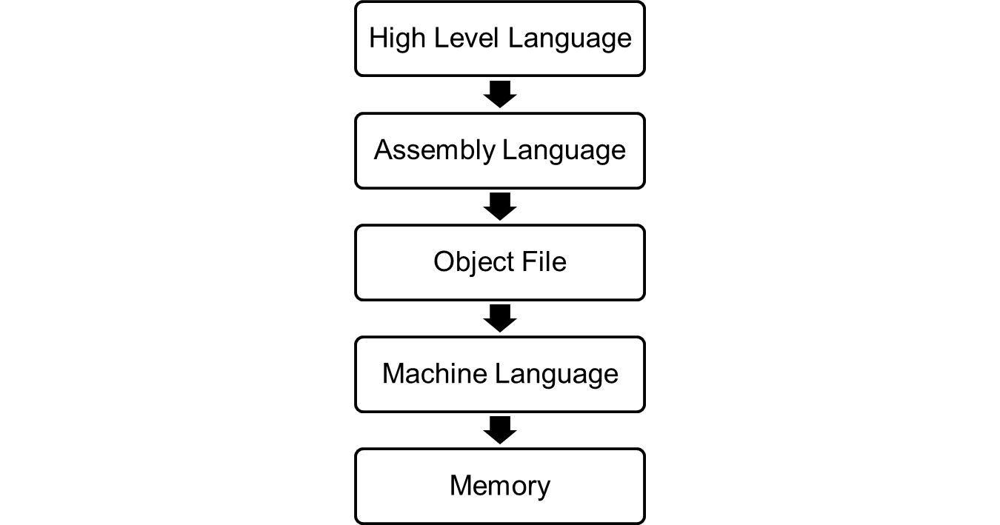 High Level Language
Assembly Language
Object File
Machine Language
Memory